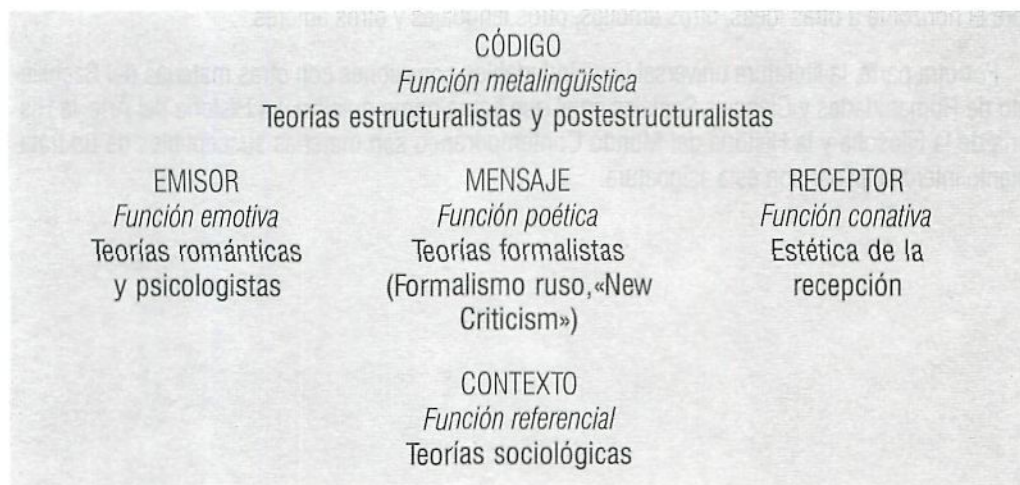 CÓDIGO
Función metalingüística
Teorías estructuralistas y postestructuralistas
EMISOR
Función emotiva
Teorías románticas
y psicologistas
MENSAJE
Función poética
Teorías formalistas
(Formalismo ruso,«New
Criticism»)
RECEPTOR
Función conativa
Estética de la
recepción
CONTEXTO
Función referencial
Teorías sociológicas